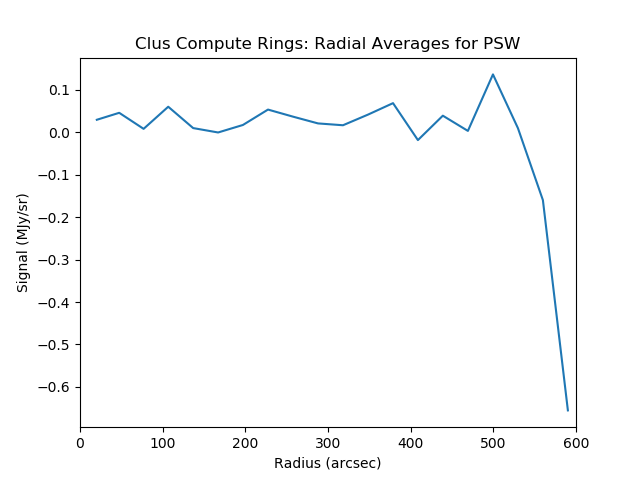 Clus Compute Rings: Radial Averages for PSW
0.1
0.0
−0.1
−0.2
−0.3
−0.4
−0.5
−0.6
Signal (MJy/sr)
0 100 200 300 400 500 600
Radius (arcsec)